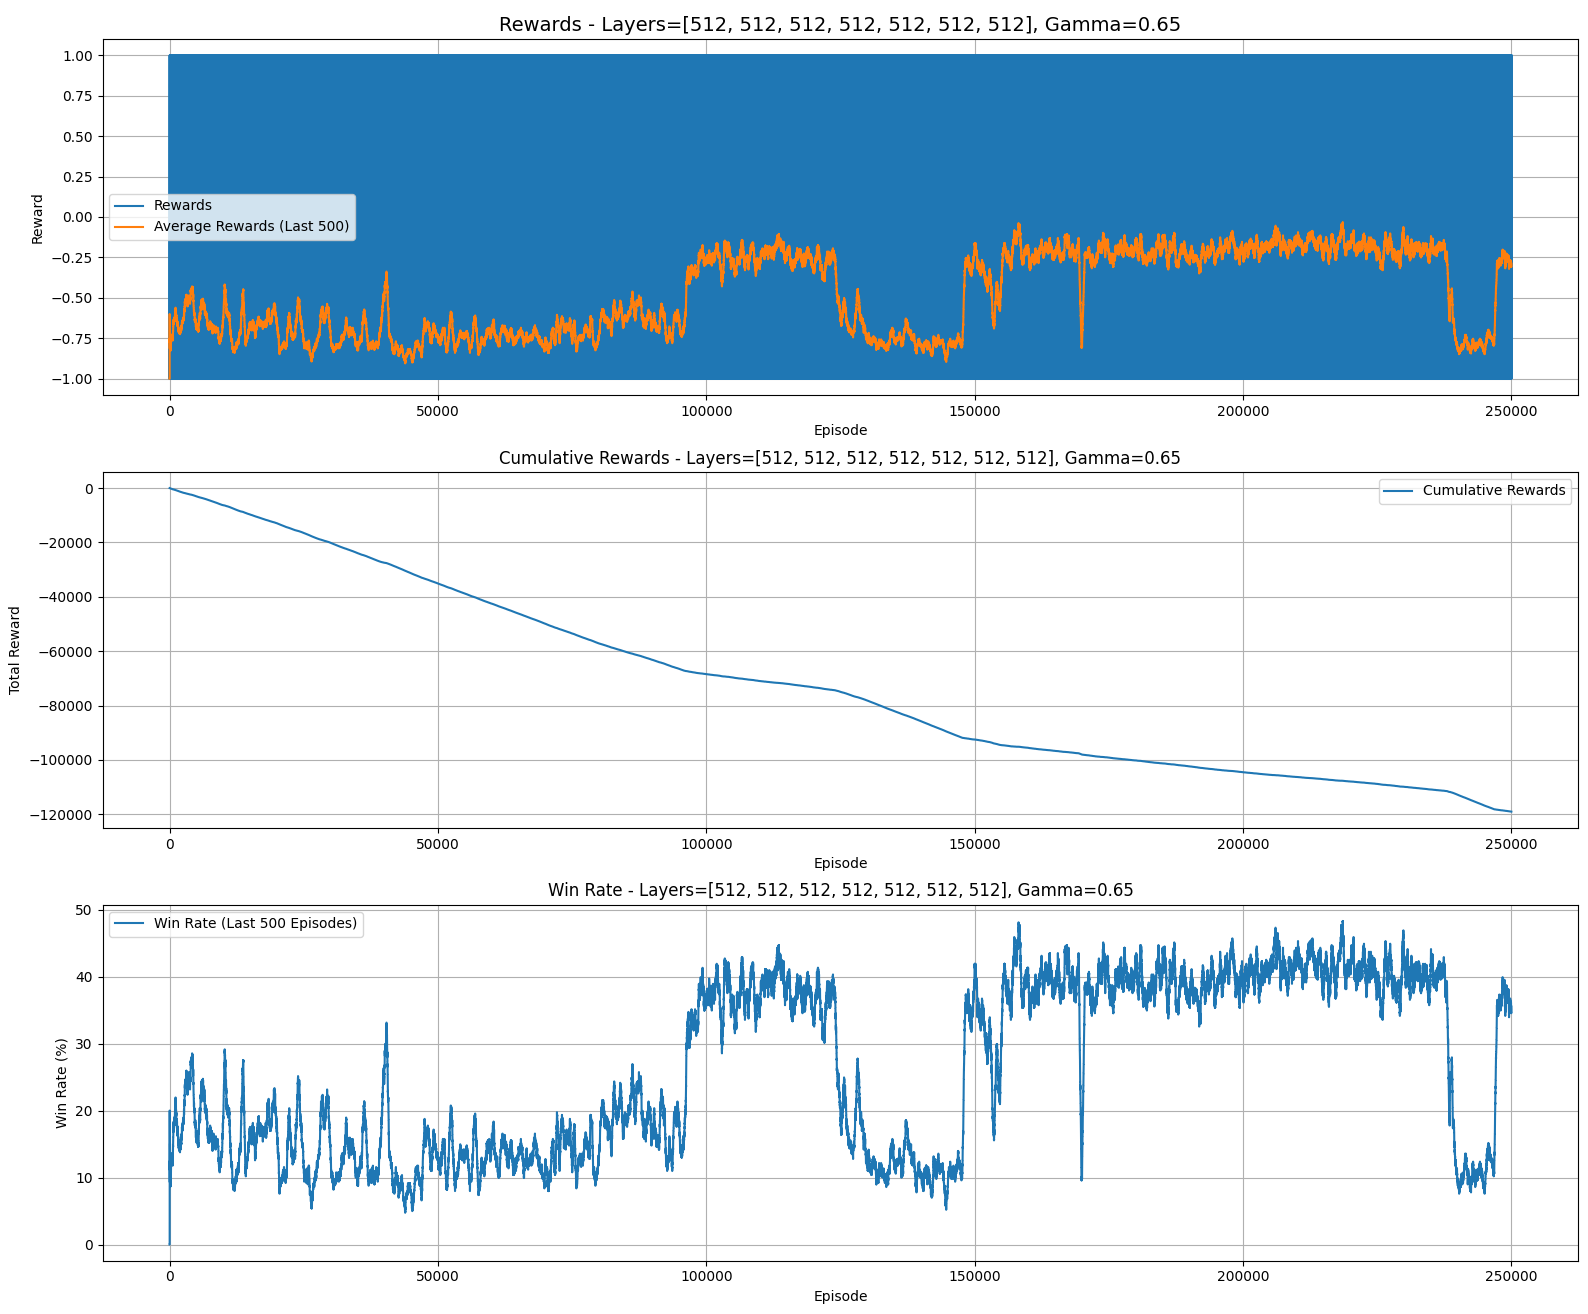 Rewards - Layers=[512, 512, 512, 512, 512, 512, 512], Gamma=0.65
1.00
0.75
0.50
0.25
0.00
−0.25
−0.50
−0.75
−1.00
Reward
Rewards
Average Rewards (Last 500)
0 50000 100000 150000 200000 250000
Episode
Cumulative Rewards - Layers=[512, 512, 512, 512, 512, 512, 512], Gamma=0.65
0
−20000
−40000
−60000
−80000
−100000
−120000
Total Reward
Cumulative Rewards
0 50000 100000 150000 200000 250000
Episode
Win Rate - Layers=[512, 512, 512, 512, 512, 512, 512], Gamma=0.65
50
40
30
20
10
0
Win Rate (%)
Win Rate (Last 500 Episodes)
0 50000 100000 150000 200000 250000
Episode